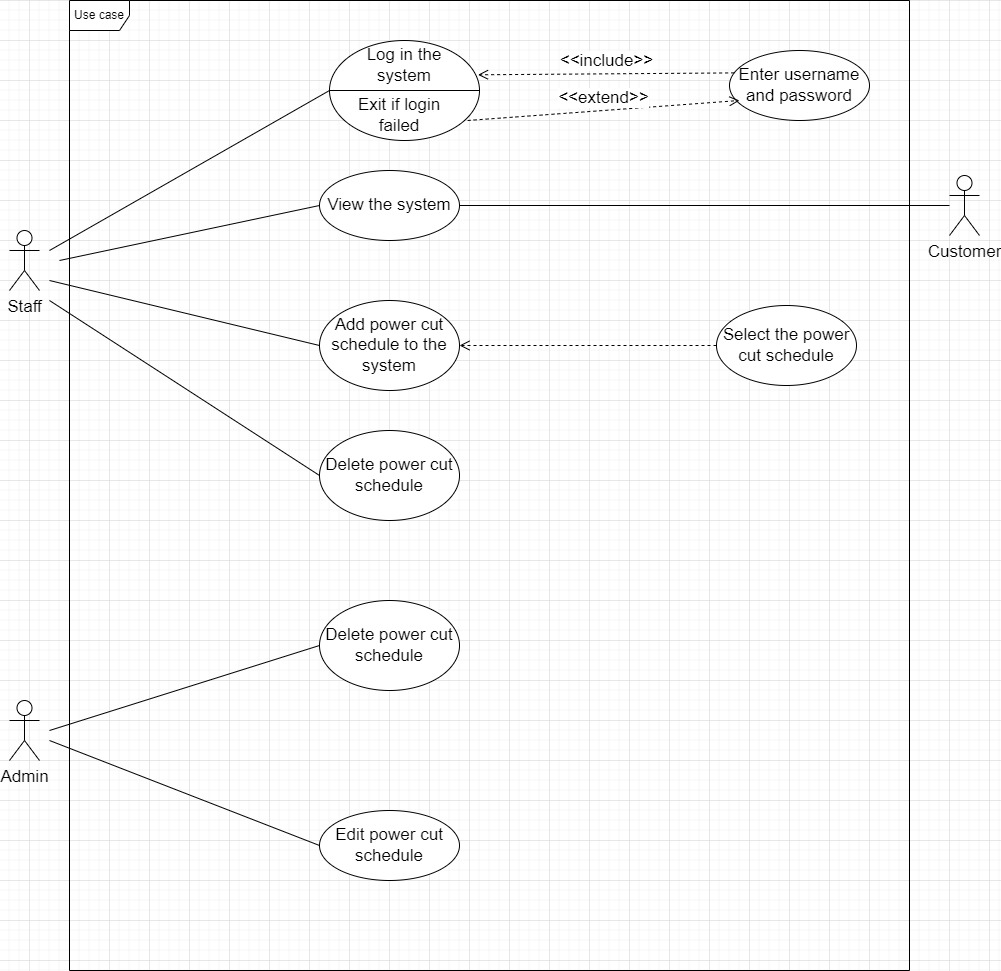 Use case
Log in the
system
Exit if login
failed
<<include>>
<<extend>>
Enter username
and password
View the system
Customer
Staff
Add power cut
schedule to the
system
Select the power
cut schedule
Delete power cut
schedule
Delete power cut
schedule
Admin
Edit power cut
schedule